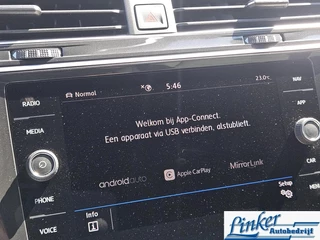 Normal
5:46
23.0
RADIO
NAV
MEDIA
APP
Welkom bij App-Connect.
Een apparaat via USB verbinden, alstublieft.
CAR
PHONE
androidauto
Apple CarPlay
MirrorLink
VOICE
Info
Setup
Linker
Autobedrijf